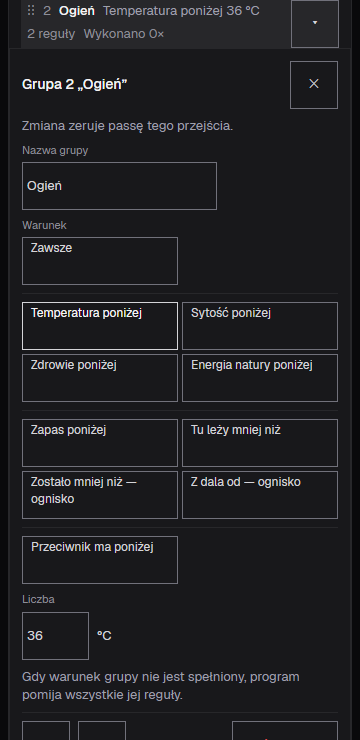 2 Ogień Temperatura poniżej 36 °C
2 reguły Wykonano 0×
Grupa 2 „Ogień”
Zmiana zeruje passę tego przejścia.
Nazwa grupy
Ogień
Warunek
Zawsze
Temperatura poniżej
Sytość poniżej
Zdrowie poniżej
Energia natury poniżej
Zapas poniżej
Tu leży mniej niż
Zostało mniej niż —
ognisko
Z dala od — ognisko
Przeciwnik ma poniżej
Liczba
36 °C
Gdy warunek grupy nie jest spełniony, program
pomija wszystkie jej reguły.